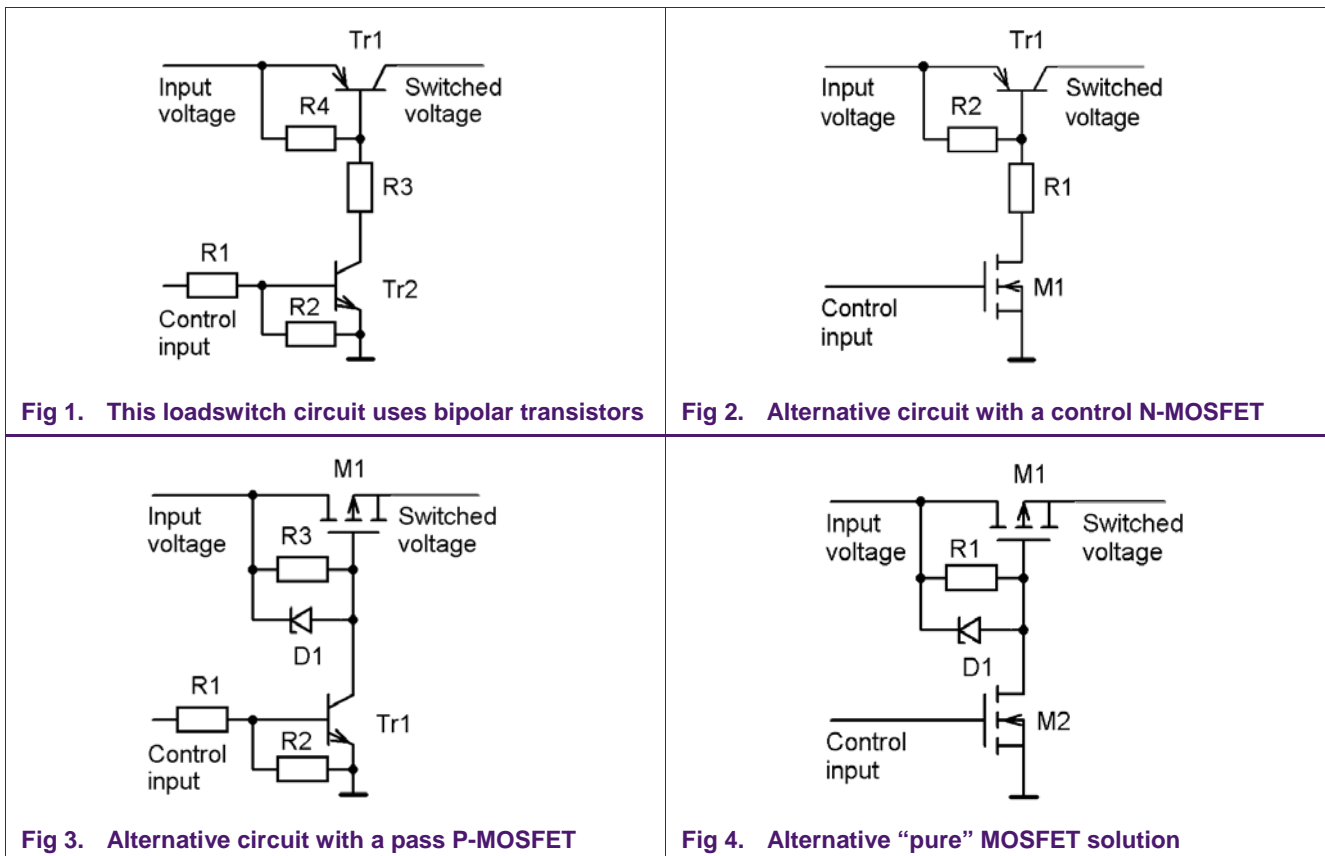 Tr1
Input
voltage
Switched
voltage
R4
R3
R1
Tr2
R2
Control
input
Fig 1. This loadswitch circuit uses bipolar transistors
Tr1
Input
voltage
Switched
voltage
R2
R1
M1
Control
input
Fig 2. Alternative circuit with a control N-MOSFET
M1
Input
voltage
Switched
voltage
R3
D1
R1
Tr1
R2
Control
input
Fig 3. Alternative circuit with a pass P-MOSFET
M1
Input
voltage
Switched
voltage
R1
D1
M2
Control
input
Fig 4. Alternative “pure” MOSFET solution